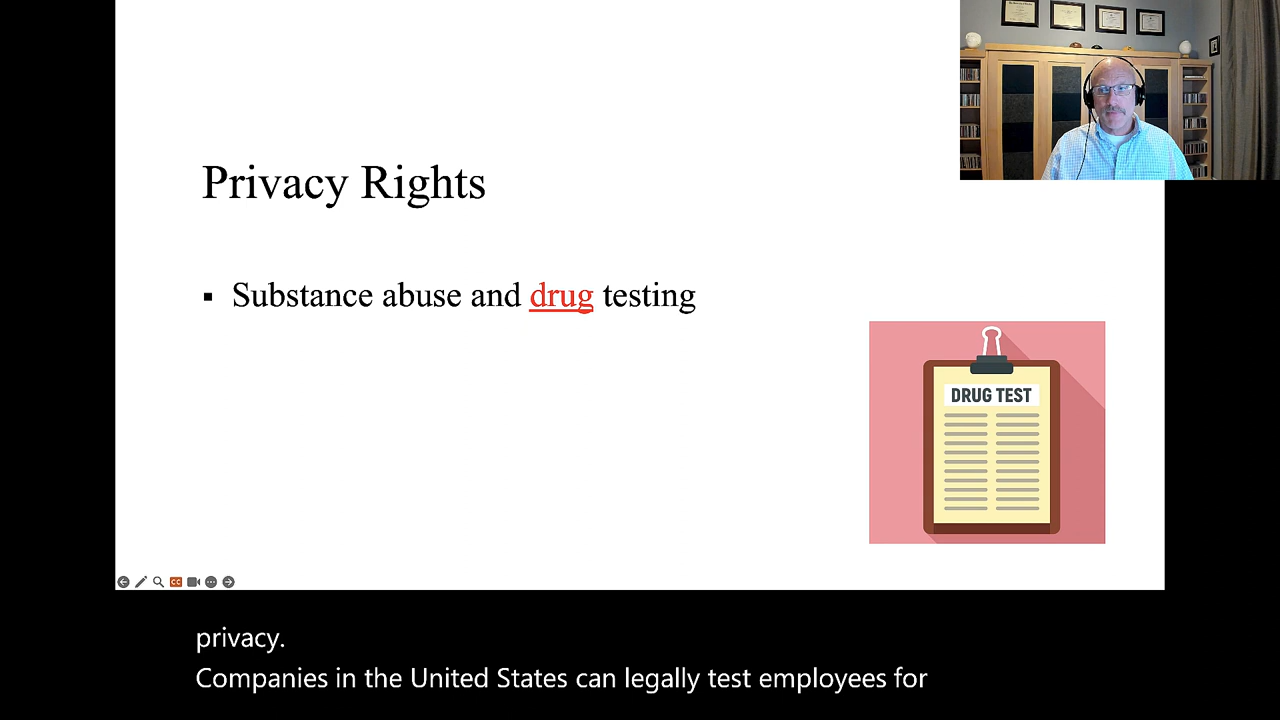 Privacy Rights
▪ Substance abuse and drug testing
DRUG TEST
CC
privacy.
Companies in the United States can legally test employees for